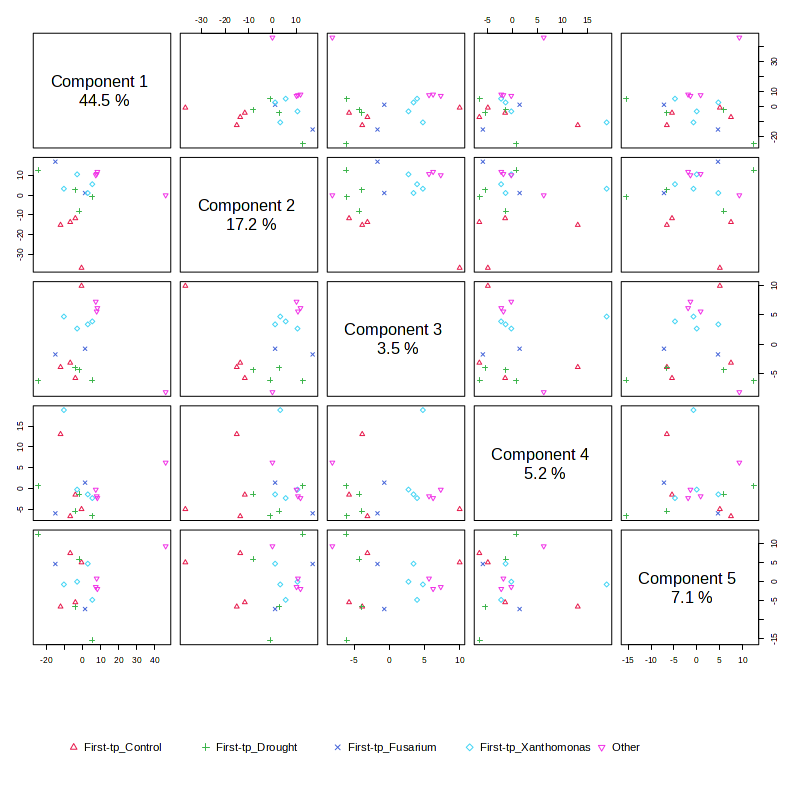 -30 -20 -10 0 10
-5 0 5 10 15
Component 1
44.5 %
-20 0 10 30
-30 -20 -10 0 10
Component 2
17.2 %
Component 3
3.5 %
-5 0 5 10
-5 0 5 10 15
Component 4
5.2 %
Component 5
7.1 %
-15 -5 0 5 10
-20 0 10 20 30 40
-5 0 5 10
-15 -10 -5 0 5 10
First-tp_Control First-tp_Drought First-tp_Fusarium First-tp_Xanthomonas Other